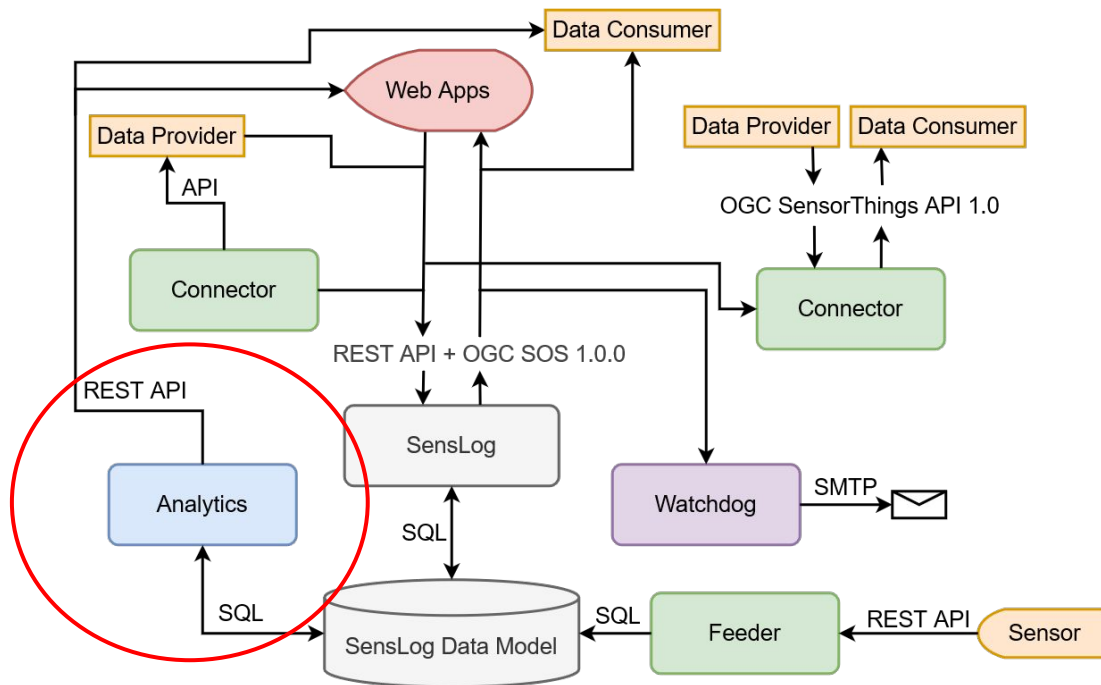 Data Consumer
Web Apps
Data Provider
Data Provider
Data Consumer
API
OGC SensorThings API 1.0
Connector
Connector
REST API + OGC SOS 1.0.0
REST API
SensLog
Analytics
Watchdog
SMTP
SQL
SQL
SensLog Data Model
SQL
Feeder
REST API
Sensor